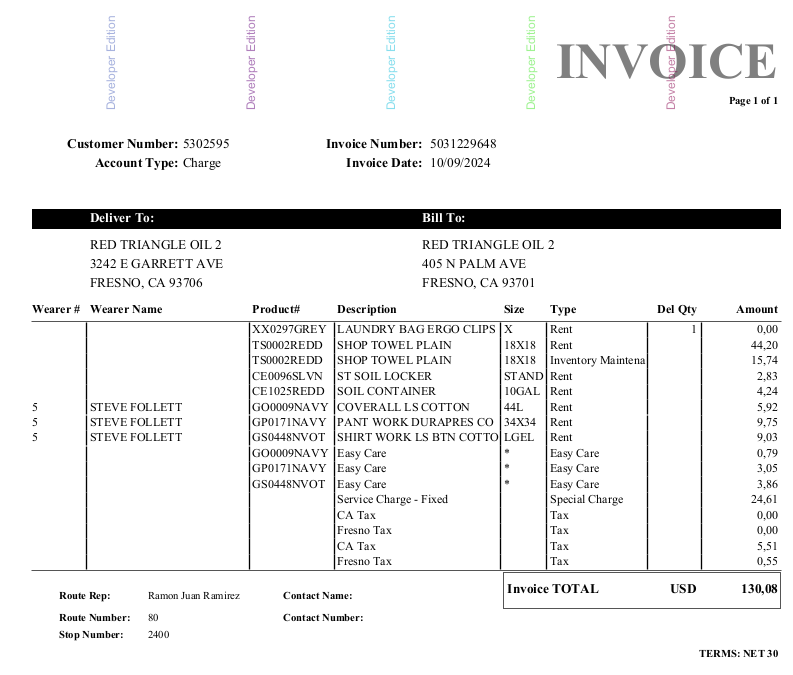 Developer Edition Developer Edition Developer Edition Developer Edition Developer Edition
INVOICE
Page 1 of 1
Customer Number: 5302595 Invoice Number: 5031229648
Account Type: Charge Invoice Date: 10/09/2024
Deliver To: Bill To:
RED TRIANGLE OIL 2 RED TRIANGLE OIL 2
3242 E GARRETT AVE 405 N PALM AVE
FRESNO, CA 93706 FRESNO, CA 93701
Wearer # Wearer Name Product# Description Size Type Del Qty Amount
XX0297GREY LAUNDRY BAG ERGO CLIPS X Rent 1 0,00
TS0002REDD SHOP TOWEL PLAIN 18X18 Rent 44,20
TS0002REDD SHOP TOWEL PLAIN 18X18 Inventory Maintena 15,74
CE0096SLVN ST SOIL LOCKER STAND Rent 2,83
CE1025REDD SOIL CONTAINER 10GAL Rent 4,24
5 STEVE FOLLETT GO0009NAVY COVERALL LS COTTON 44L Rent 5,92
5 STEVE FOLLETT GP0171NAVY PANT WORK DURAPRES CO 34X34 Rent 9,75
5 STEVE FOLLETT GS0448NVOT SHIRT WORK LS BTN COTTO LGEL Rent 9,03
GO0009NAVY Easy Care * Easy Care 0,79
GP0171NAVY Easy Care * Easy Care 3,05
GS0448NVOT Easy Care * Easy Care 3,86
Service Charge - Fixed Special Charge 24,61
CA Tax Tax 0,00
Fresno Tax Tax 0,00
CA Tax Tax 5,51
Fresno Tax Tax 0,55
Invoice TOTAL USD 130,08
Route Rep: Ramon Juan Ramirez Contact Name:
Route Number: 80 Contact Number:
Stop Number: 2400
TERMS: NET 30